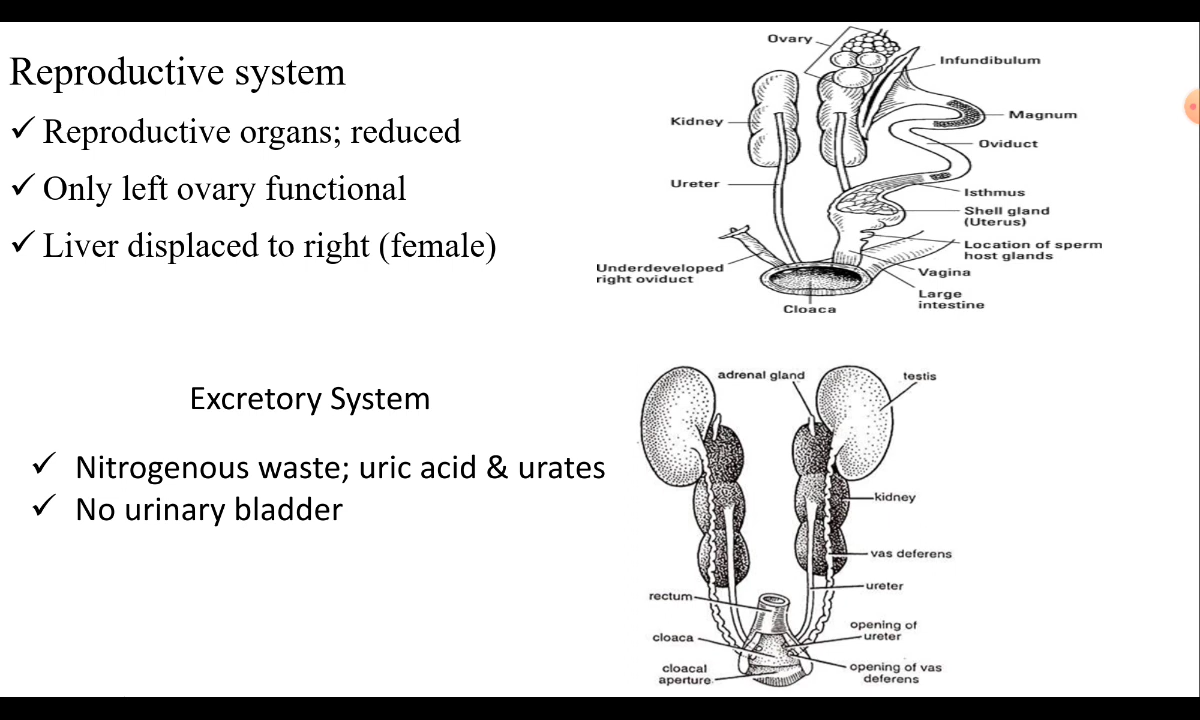 Reproductive system
✓ Reproductive organs; reduced
✓ Only left ovary functional
✓ Liver displaced to right (female)
Ovary
Infundibulum
Kidney
Magnum
Oviduct
Ureter
Isthmus
Shell gland
(Uterus)
Location of sperm
host glands
Underdeveloped
right oviduct
Vagina
Large
intestine
Cloaca
Excretory System
✓ Nitrogenous waste; uric acid & urates
✓ No urinary bladder
adrenal gland
testis
kidney
vas deferens
ureter
rectum
opening of
ureter
cloaca
cloacal
aperture
opening of vas
deferens